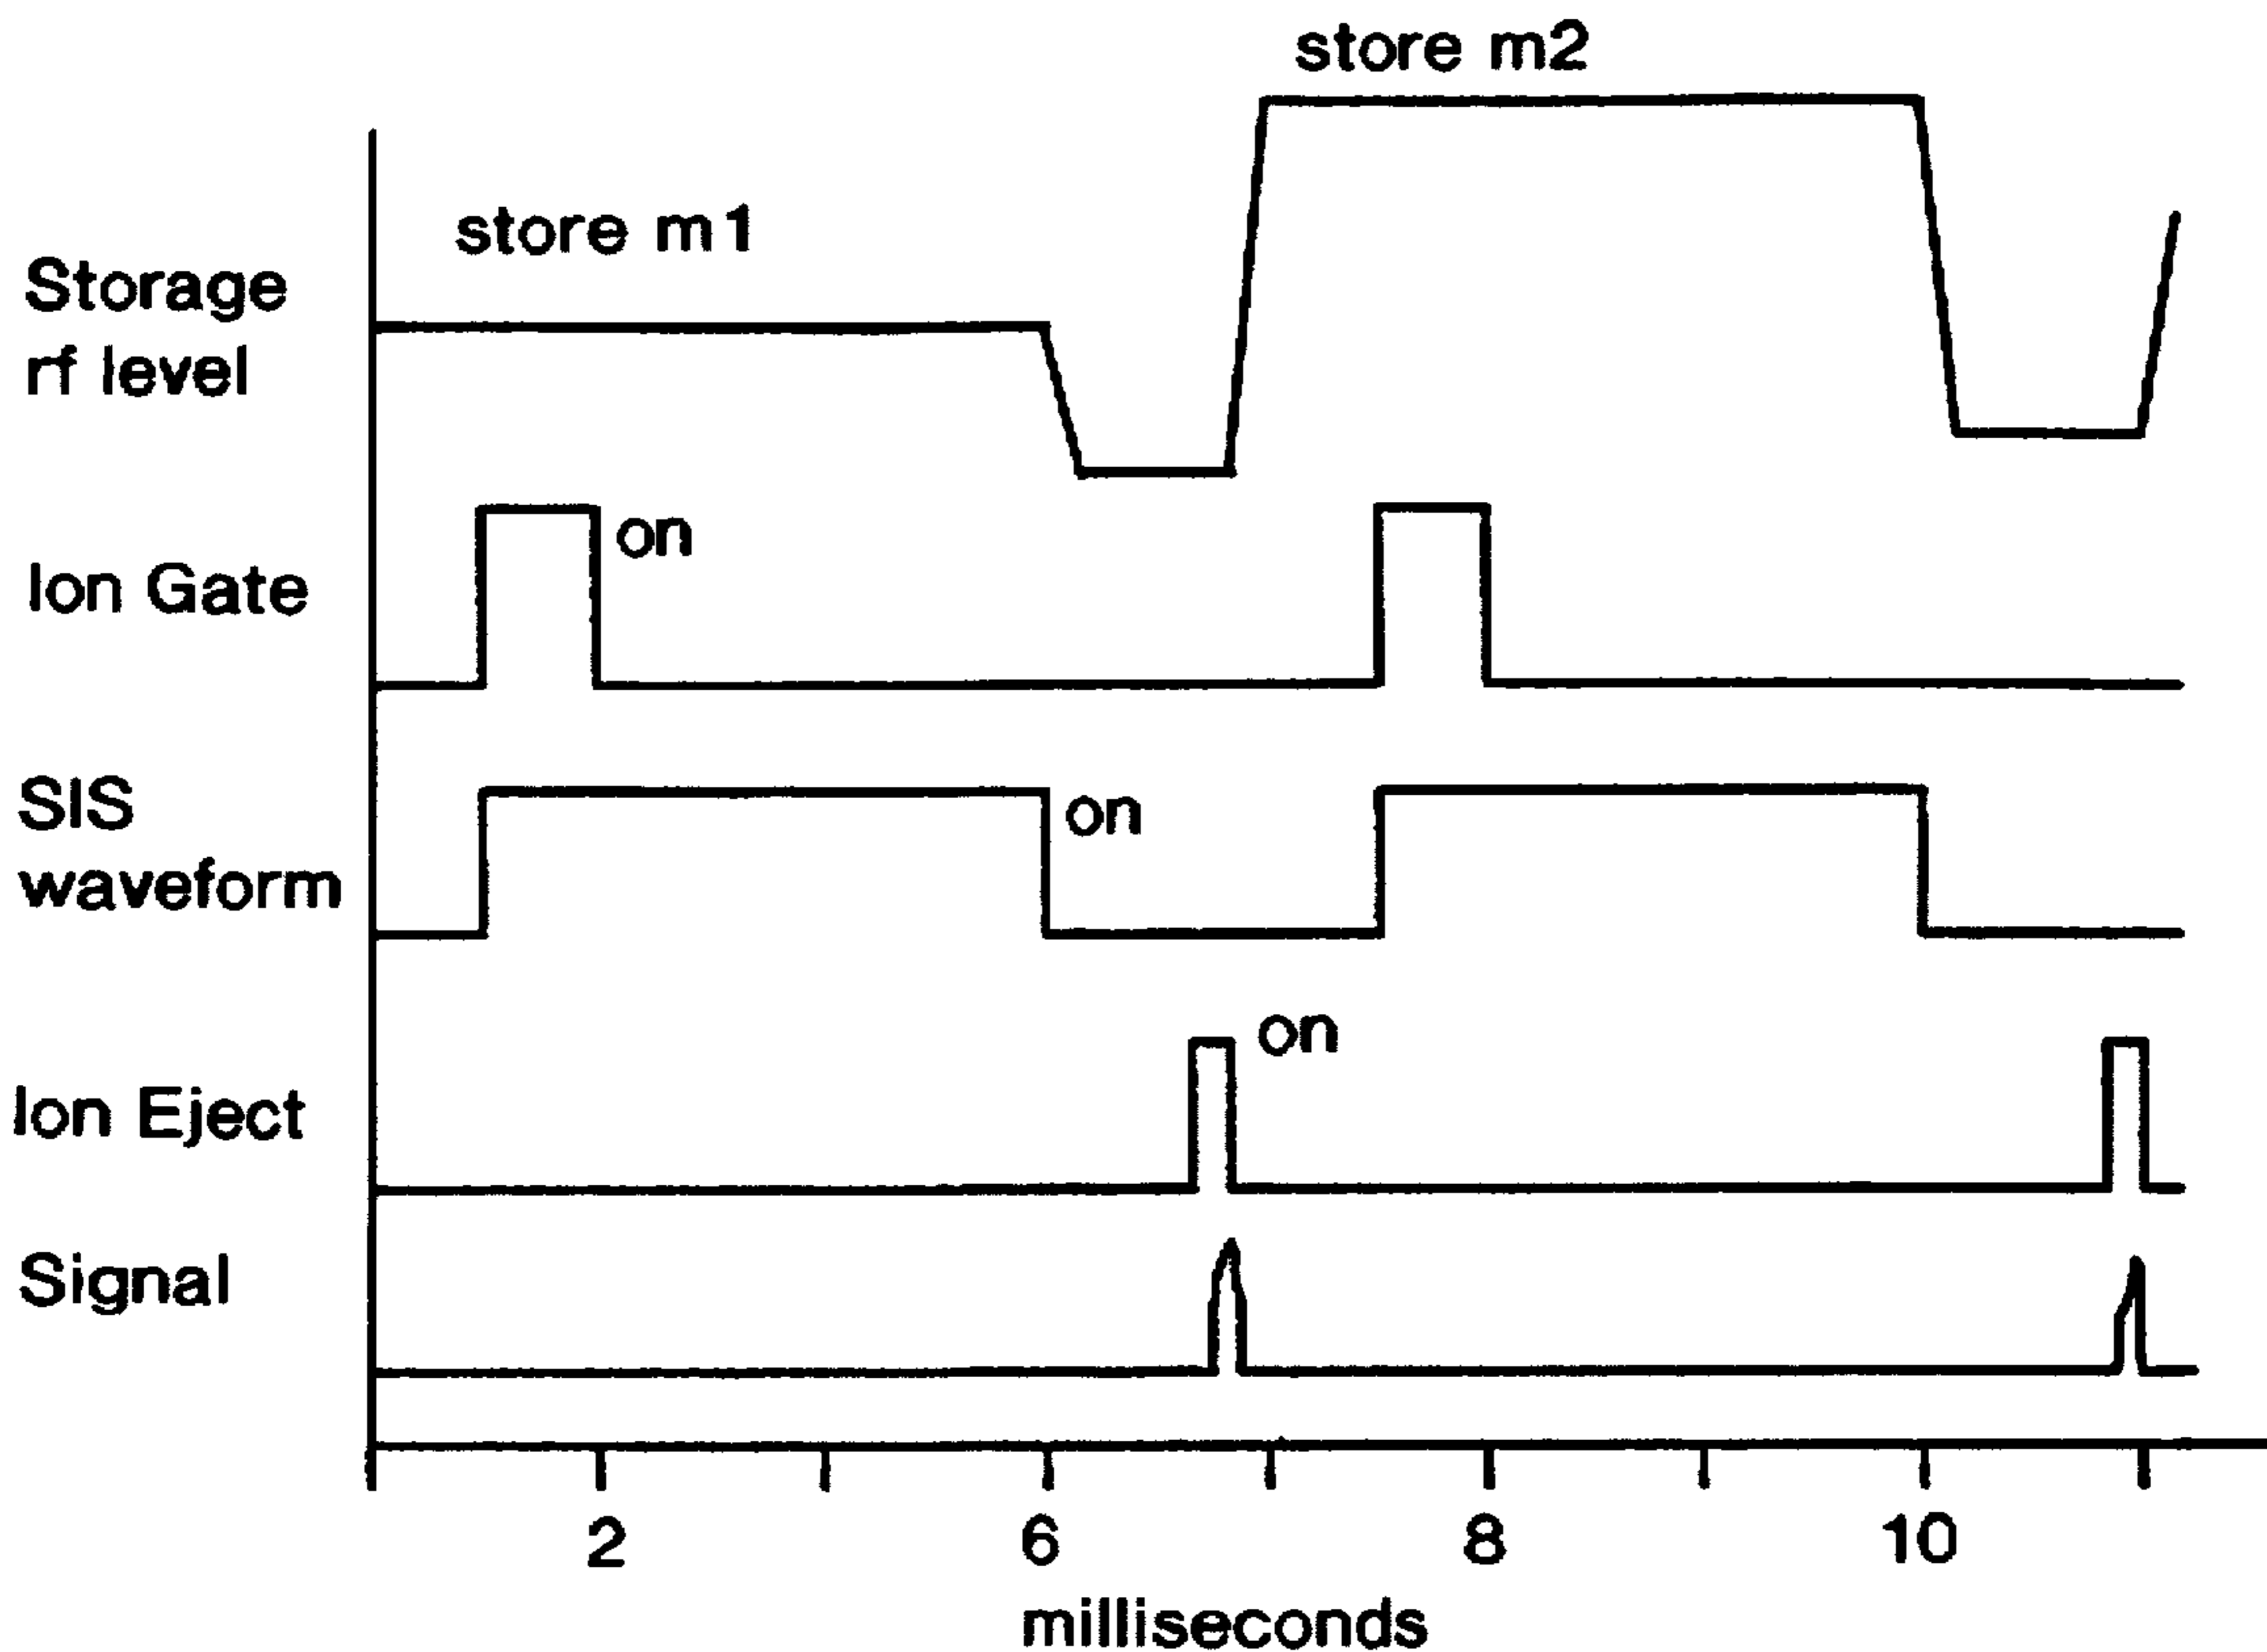 store m2
store m1
Storage
rf level
on
Ion Gate
SIS
waveform
on
on
Ion Eject
Signal
2
6
8
10
milliseconds